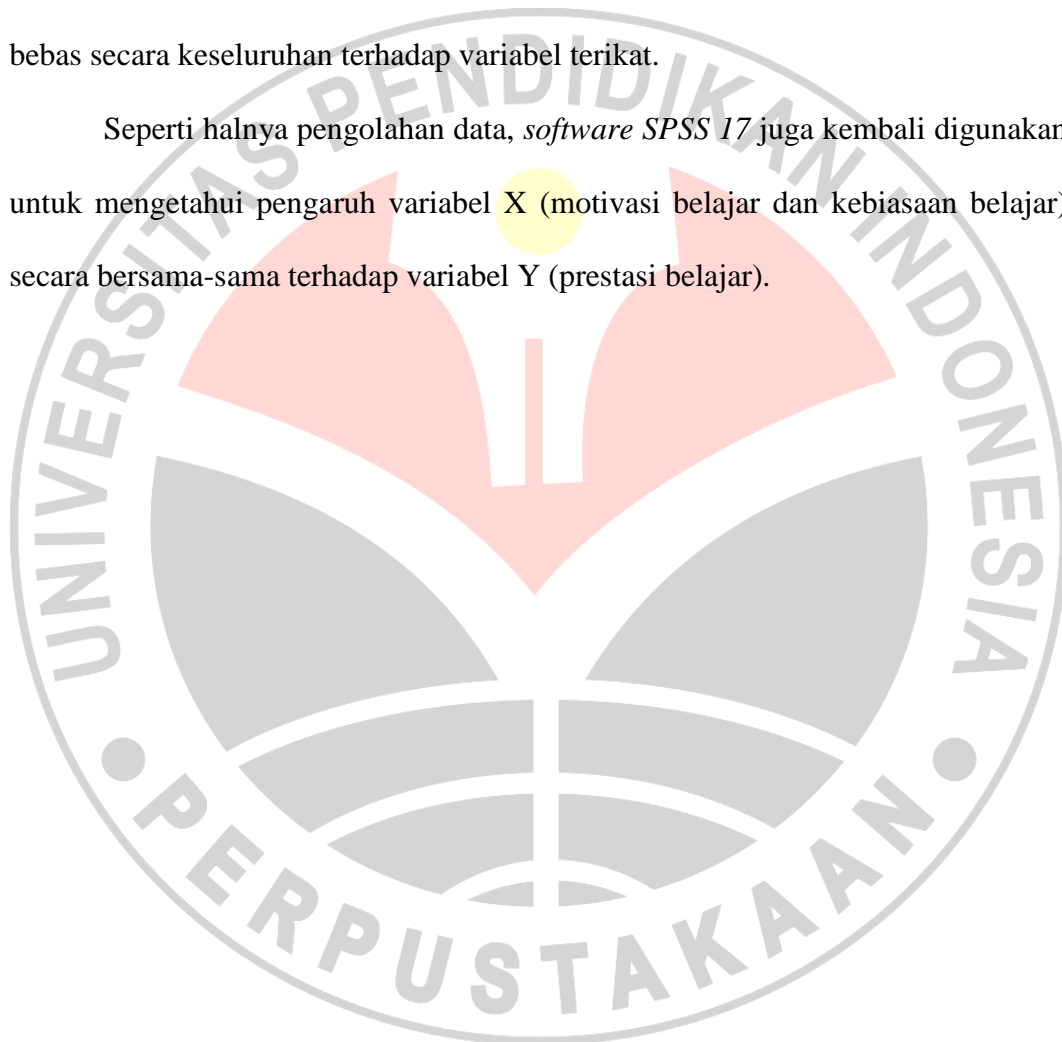 bebas secara keseluruhan terhadap variabel terikat.
Seperti halnya pengolahan data, software SPSS 17 juga kembali digunakan
untuk mengetahui pengaruh variabel X (motivasi belajar dan kebiasaan belajar)
secara bersama-sama terhadap variabel Y (prestasi belajar).
UNIVERSITAS PENDIDIKAN INDONESIA
PERPUSTAKAAN